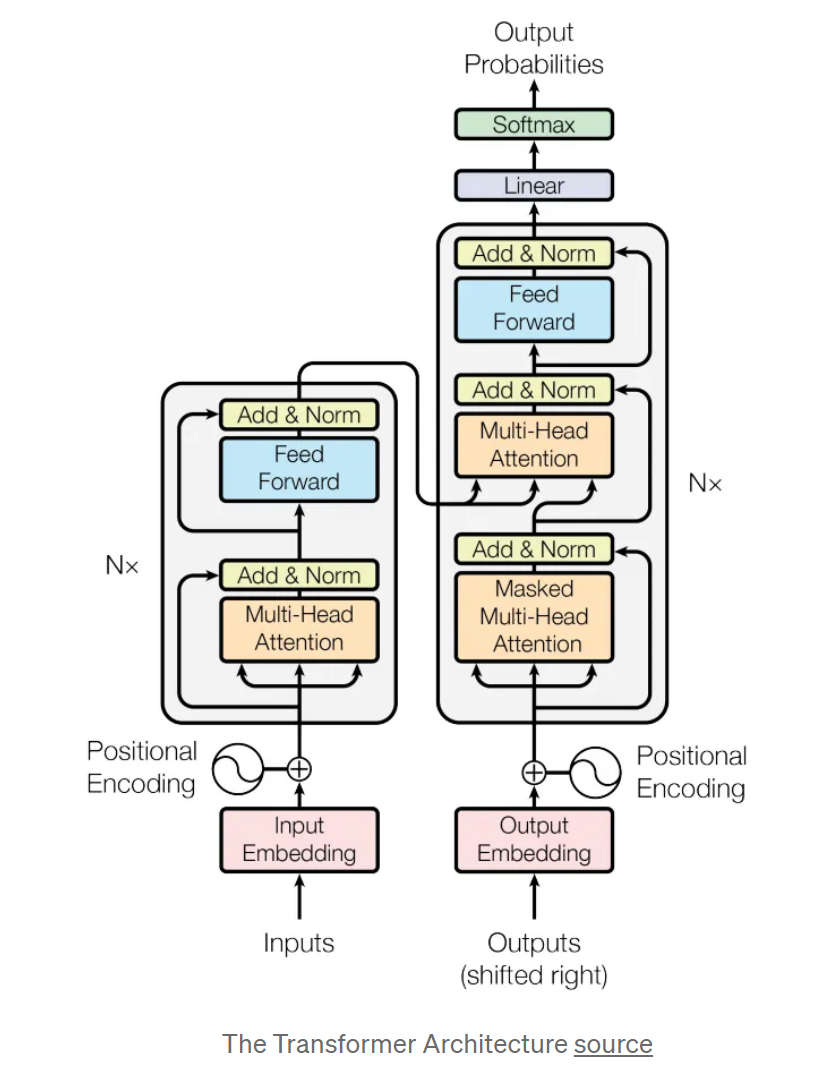 Output
Probabilities
Softmax
Linear
Add & Norm
Feed
Forward
Add & Norm
Multi-Head
Attention
Add & Norm
Masked
Multi-Head
Attention
Nx
Add & Norm
Feed
Forward
Add & Norm
Multi-Head
Attention
Nx
Positional
Encoding
Positional
Encoding
Input
Embedding
Output
Embedding
Inputs
Outputs
(shifted right)
The Transformer Architecture source